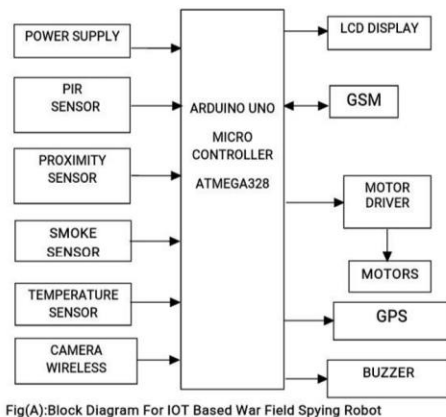 POWER SUPPLY
PIR
SENSOR
PROXIMITY
SENSOR
SMOKE
SENSOR
TEMPERATURE
SENSOR
CAMERA
WIRELESS
ARDUINO UNO
MICRO
CONTROLLER
ATMEGA328
LCD DISPLAY
GSM
MOTOR
DRIVER
MOTORS
GPS
BUZZER
Fig(A):Block Diagram For IOT Based War Field Spying Robot